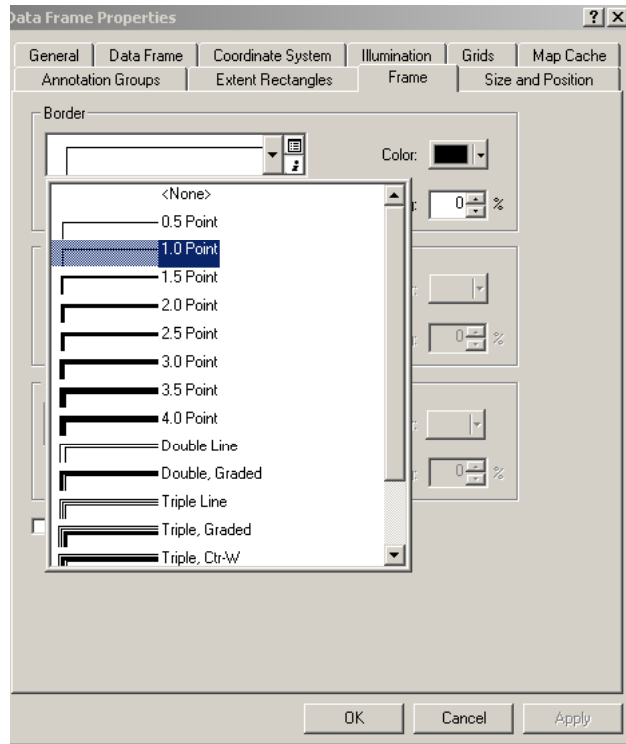 Data Frame Properties
General Data Frame Coordinate System Illumination Grids Map Cache
Annotation Groups Extent Rectangles Frame Size and Position
Border
Color:
<None>
0 %
0.5 Point
1.0 Point
1.5 Point
2.0 Point
2.5 Point
0 %
3.0 Point
3.5 Point
4.0 Point
Double Line
Double, Graded
0 %
Triple Line
Triple, Graded
Triple, Ctr-W
OK Cancel Apply